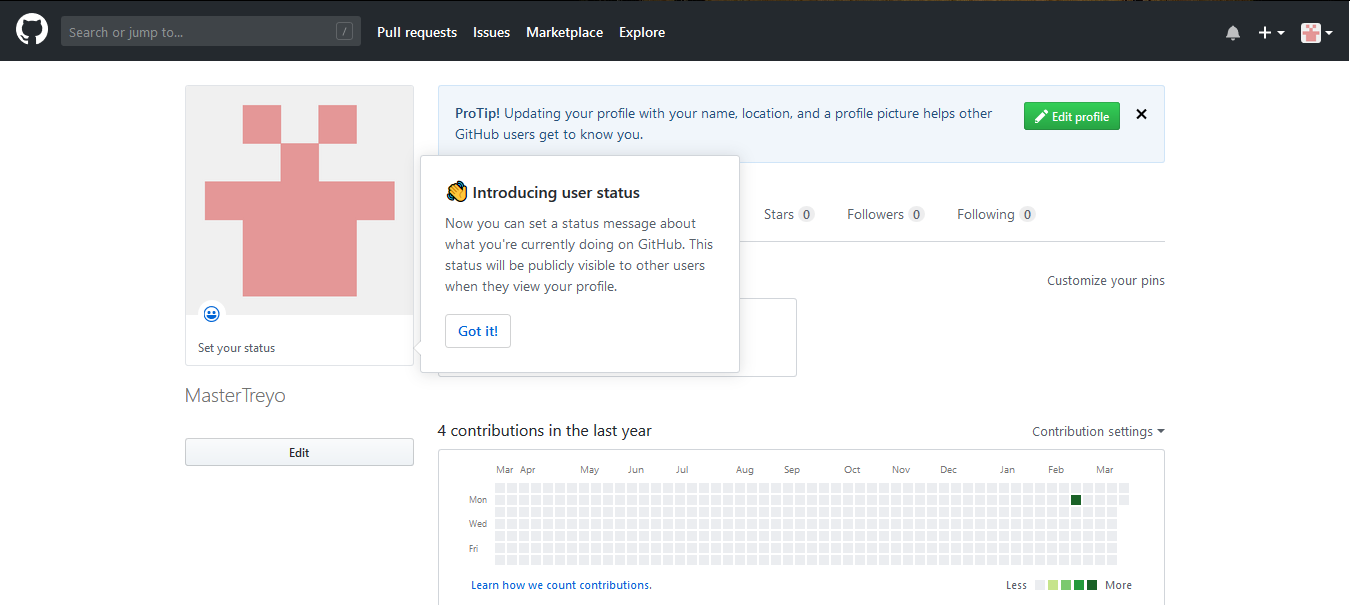 Search or jump to... /
Pull requests
Issues
Marketplace
Explore
ProTip! Updating your profile with your name, location, and a profile picture helps other
GitHub users get to know you.
Edit profile
Introducing user status
Now you can set a status message about
what you're currently doing on GitHub. This
status will be publicly visible to other users
when they view your profile.
Got it!
Stars 0
Followers 0
Following 0
Customize your pins
Set your status
MasterTreyo
Edit
4 contributions in the last year
Contribution settings
Mar Apr May Jun Jul Aug Sep Oct Nov Dec Jan Feb Mar
Mon
Wed
Fri
Learn how we count contributions.
Less
More